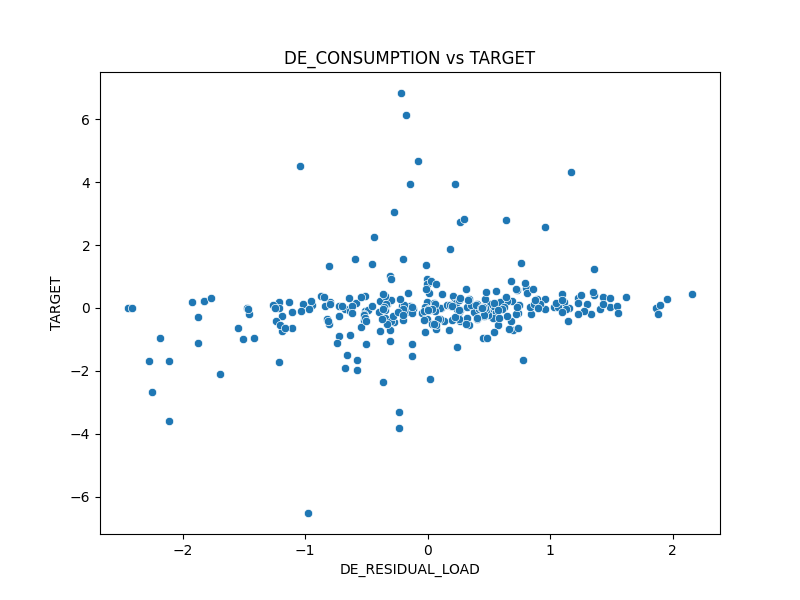 DE_CONSUMPTION vs TARGET
6
4
2
0
−2
−4
−6
TARGET
−2 −1 0 1 2
DE_RESIDUAL_LOAD